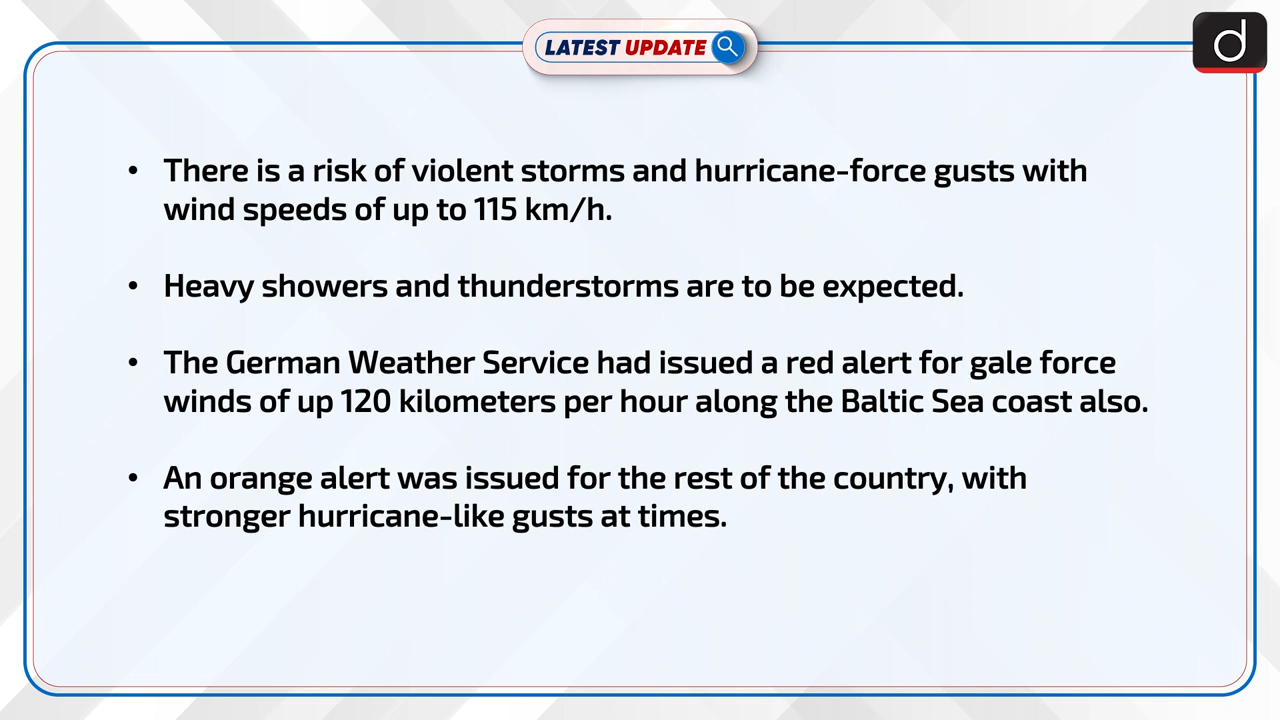 LATEST UPDATE
d
• There is a risk of violent storms and hurricane-force gusts with
wind speeds of up to 115 km/h.
• Heavy showers and thunderstorms are to be expected.
• The German Weather Service had issued a red alert for gale force
winds of up 120 kilometers per hour along the Baltic Sea coast also.
• An orange alert was issued for the rest of the country, with
stronger hurricane-like gusts at times.